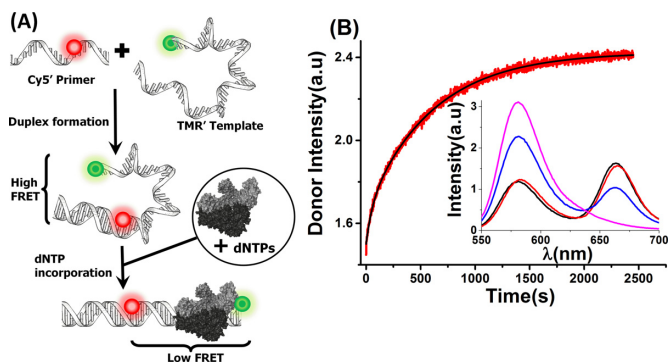 (A)
Cy5' Primer
TMR' Template
Duplex formation
High
FRET
+ dNTPs
dNTP
incorporation
Low FRET
(B)
Donor Intensity(a.u)
2.4
2.0
1.6
0 500 1000 1500 2000 2500
Time(s)
Intensity(a.u)
3
2
1
0
550 600 650 700
λ(nm)